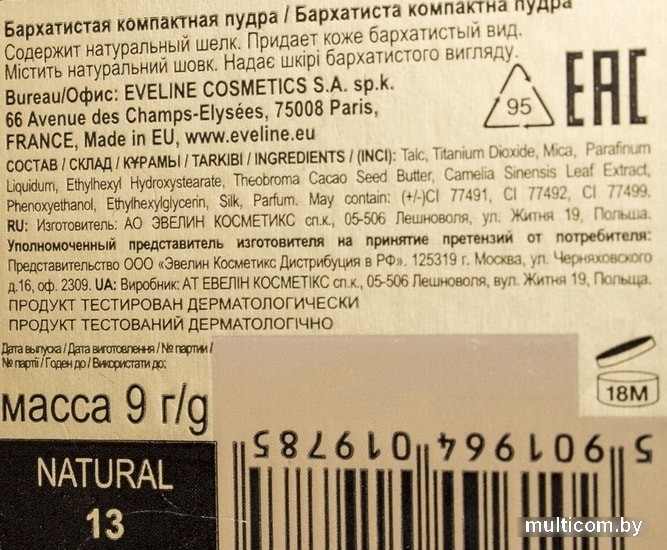 Бархатистая компактная пудра / Бархатиста компактна пудра
Содержит натуральный шелк. Придает коже бархатистый вид.
Містить натуральний шовк. Надає шкірі бархатистого вигляду.
Bureau/Офис: EVELINE COSMETICS S.A. sp.k.
66 Avenue des Champs-Elysées, 75008 Paris,
FRANCE, Made in EU, www.eveline.eu
95
EAC
СОСТАВ / СКЛАД / ҚҰРАМЫ / TARKIBI / INGREDIENTS / (INCI): Talc, Titanium Dioxide, Mica, Parafinum
Liquidum, Ethylhexyl Hydroxystearate, Theobroma Cacao Seed Butter, Camelia Sinensis Leaf Extract,
Phenoxyethanol, Ethylhexylglycerin, Silk, Parfum. May contain: (+/-)CI 77491, CI 77492, CI 77499.
RU: Изготовитель: АО ЭВЕЛИН КОСМЕТИКС сп.к., 05-506 Лешноволя, ул. Житня 19, Польша.
Уполномоченный представитель изготовителя на принятие претензий от потребителя:
Представительство ООО «Эвелин Косметик Дистрибуция в РФ». 125319 г. Москва, ул. Черняховского
д.16, оф. 2309. UA: Виробник: АТ ЕВЕЛІН КОСМЕТІКС сп.к., 05-506 Лешноволя, вул. Житня 19, Польща.
ПРОДУКТ ТЕСТИРОВАН ДЕРМАТОЛОГИЧЕСКИ
ПРОДУКТ ТЕСТОВАНИЙ ДЕРМАТОЛОГІЧНО
Дата выпуска / Дата виготовлення / № партии /
№ партії / Годен до / Використати до:
18M
масса 9 г/g
5 901964 019785
NATURAL
13
multicom.by